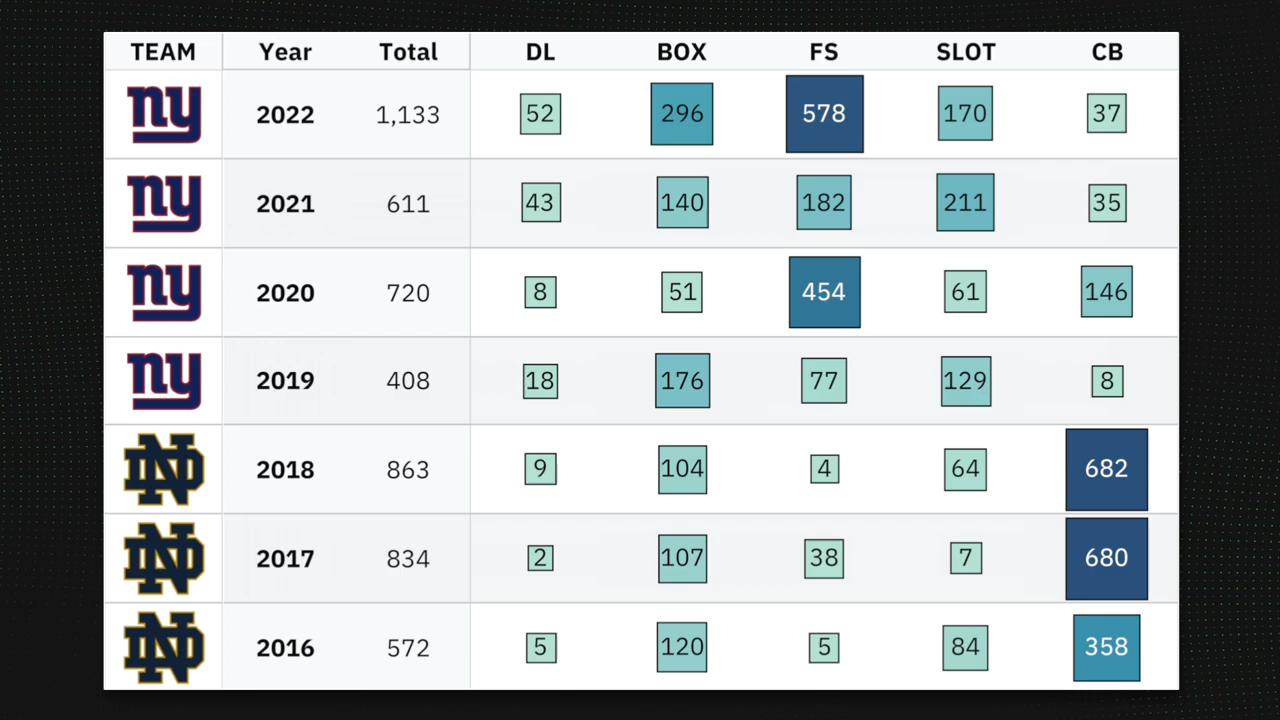 TEAM Year Total DL BOX FS SLOT CB
ny 2022 1,133 52 296 578 170 37
ny 2021 611 43 140 182 211 35
ny 2020 720 8 51 454 61 146
ny 2019 408 18 176 77 129 8
ND 2018 863 9 104 4 64 682
ND 2017 834 2 107 38 7 680
ND 2016 572 5 120 5 84 358